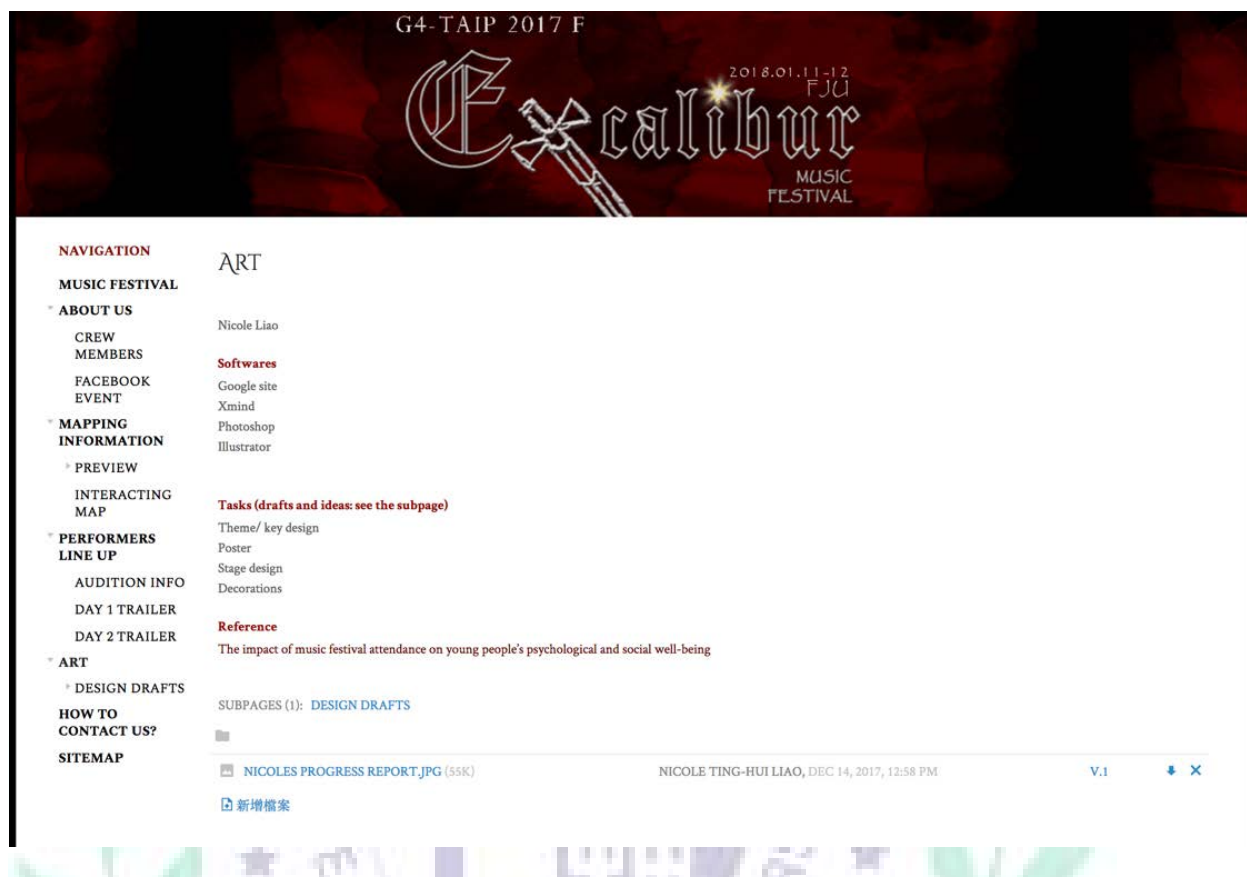 G4-TAIP 2017 F
2018.01.11-12
FJU
Excalibur
MUSIC
FESTIVAL
NAVIGATION
MUSIC FESTIVAL
ABOUT US
CREW
MEMBERS
FACEBOOK
EVENT
MAPPING
INFORMATION
PREVIEW
INTERACTING
MAP
PERFORMERS
LINE UP
AUDITION INFO
DAY 1 TRAILER
DAY 2 TRAILER
ART
DESIGN DRAFTS
HOW TO
CONTACT US?
SITEMAP
ART
Nicole Liao
Softwares
Google site
Xmind
Photoshop
Illustrator
Tasks (drafts and ideas: see the subpage)
Theme/ key design
Poster
Stage design
Decorations
Reference
The impact of music festival attendance on young people's psychological and social well-being
SUBPAGES (1): DESIGN DRAFTS
NICOLES PROGRESS REPORT.JPG (55K) NICOLE TING-HUI LIAO, DEC 14, 2017, 12:58 PM V.1
新增檔案